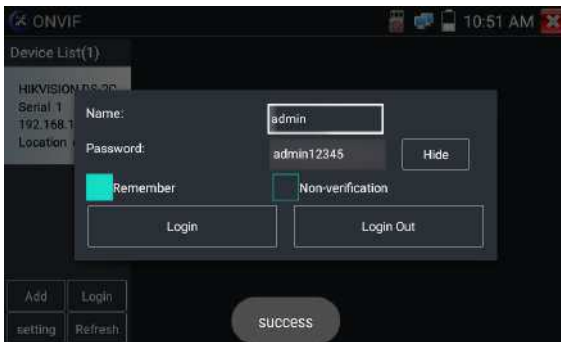 ONVIF
10:51 AM
Device List(1)
HIKVISION DS-2C
Serial 1
192.168.1
Location
Name:
admin
Password:
admin12345
Hide
Remember
Non-verification
Login
Login Out
Add
Login
setting
Refresh
success